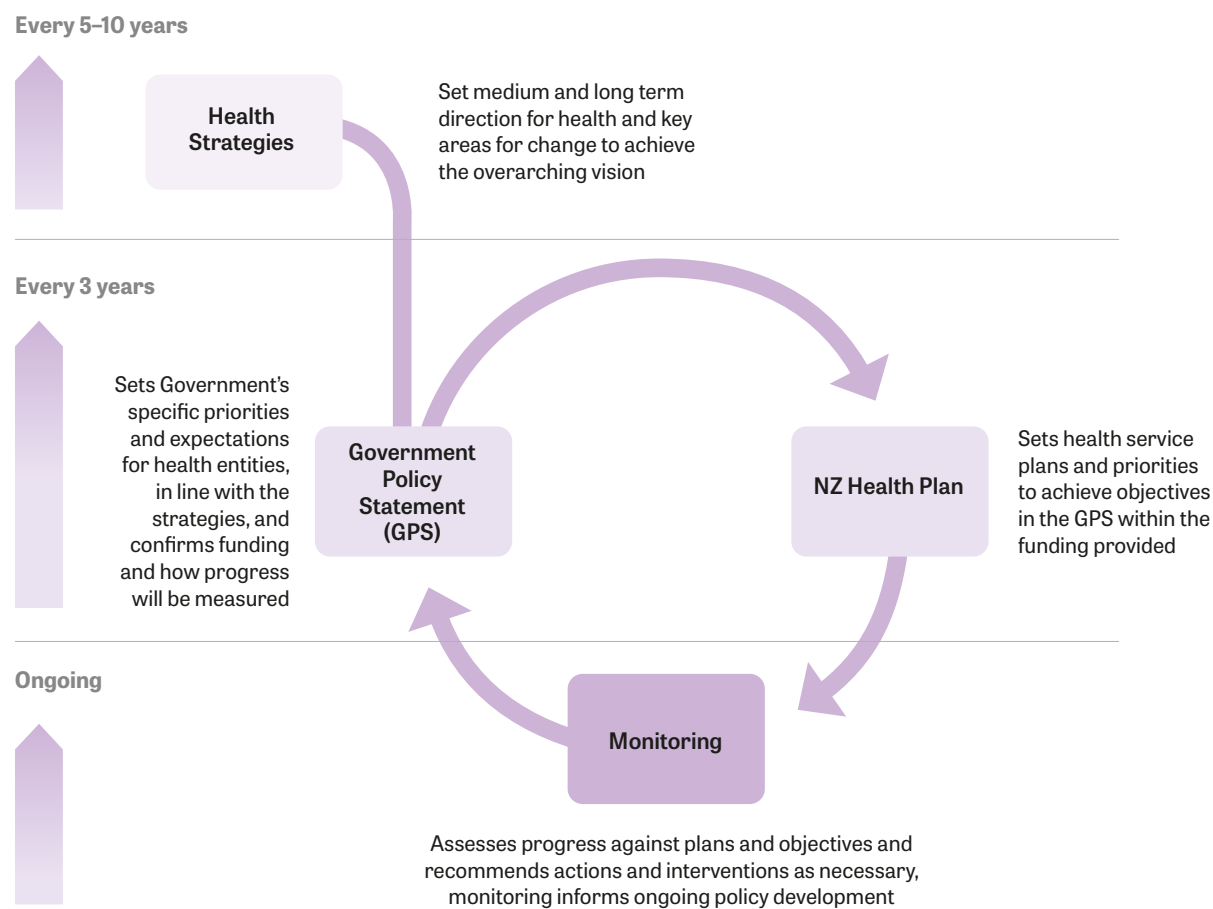 Every 5–10 years
Health
Strategies
Set medium and long term
direction for health and key
areas for change to achieve
the overarching vision
Every 3 years
Sets Government’s
specific priorities
and expectations
for health entities,
in line with the
strategies, and
confirms funding
and how progress
will be measured
Government
Policy
Statement
(GPS)
NZ Health Plan
Sets health service
plans and priorities
to achieve objectives
in the GPS within the
funding provided
Ongoing
Monitoring
Assesses progress against plans and objectives and
recommends actions and interventions as necessary,
monitoring informs ongoing policy development